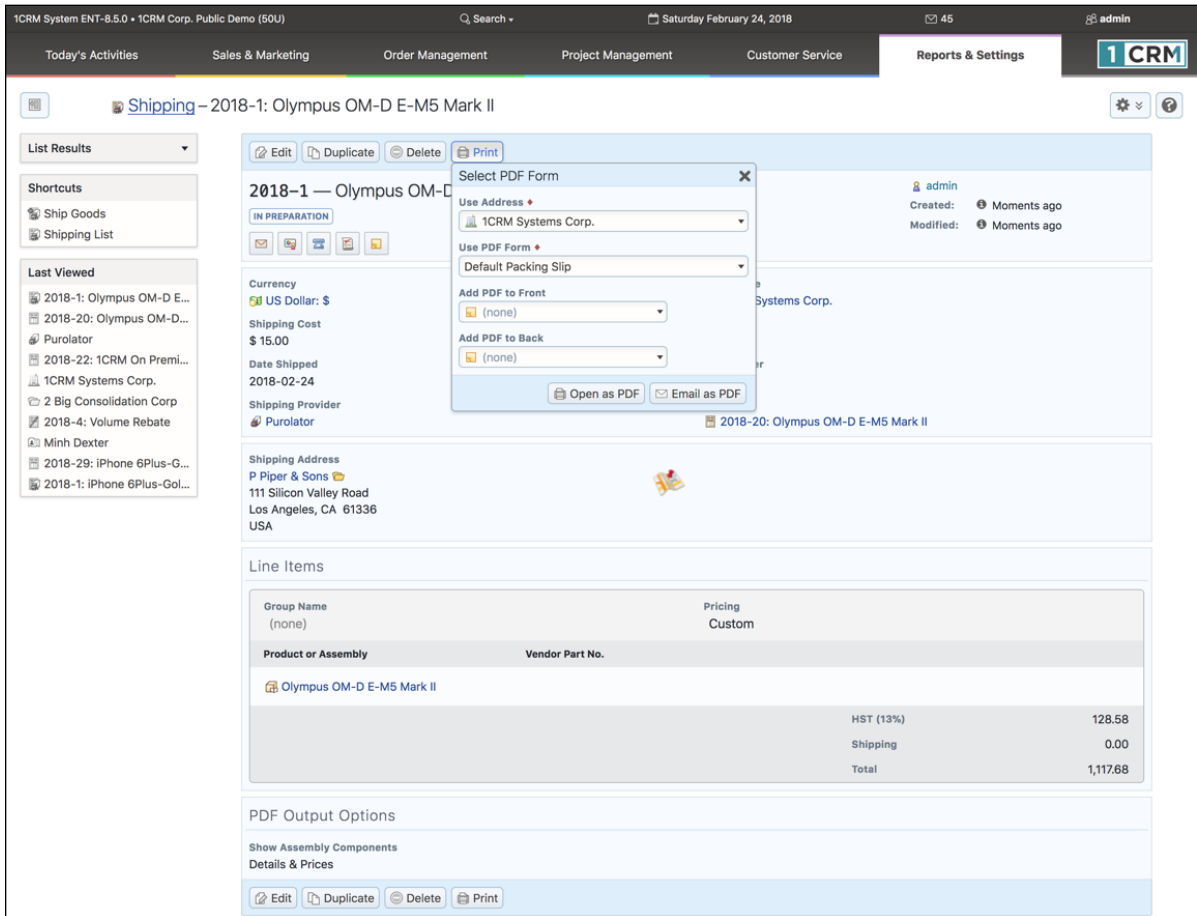 1CRM System ENT-8.5.0 • 1CRM Corp. Public Demo (50U)
Search
Saturday February 24, 2018
45
admin
Today's Activities
Sales & Marketing
Order Management
Project Management
Customer Service
Reports & Settings
1 CRM
Shipping – 2018-1: Olympus OM-D E-M5 Mark II
List Results
Shortcuts
Ship Goods
Shipping List
Last Viewed
2018-1: Olympus OM-D E...
2018-20: Olympus OM-D...
Purolator
2018-22: 1CRM On Premi...
1CRM Systems Corp.
2 Big Consolidation Corp
2018-4: Volume Rebate
Minh Dexter
2018-29: iPhone 6Plus-G...
2018-1: iPhone 6Plus-Gol...
Edit Duplicate Delete Print
2018-1 — Olympus OM-D
IN PREPARATION
admin
Created: Moments ago
Modified: Moments ago
Select PDF Form
Use Address
1CRM Systems Corp.
Use PDF Form
Default Packing Slip
Add PDF to Front
(none)
Add PDF to Back
(none)
Open as PDF Email as PDF
Currency
US Dollar: $
Systems Corp.
Shipping Cost
$ 15.00
Date Shipped
2018-02-24
Shipping Provider
Purolator
2018-20: Olympus OM-D E-M5 Mark II
Shipping Address
P Piper & Sons
111 Silicon Valley Road
Los Angeles, CA 61336
USA
Line Items
Group Name Pricing
(none) Custom
Product or Assembly Vendor Part No.
Olympus OM-D E-M5 Mark II
HST (13%) 128.58
Shipping 0.00
Total 1,117.68
PDF Output Options
Show Assembly Components
Details & Prices
Edit Duplicate Delete Print